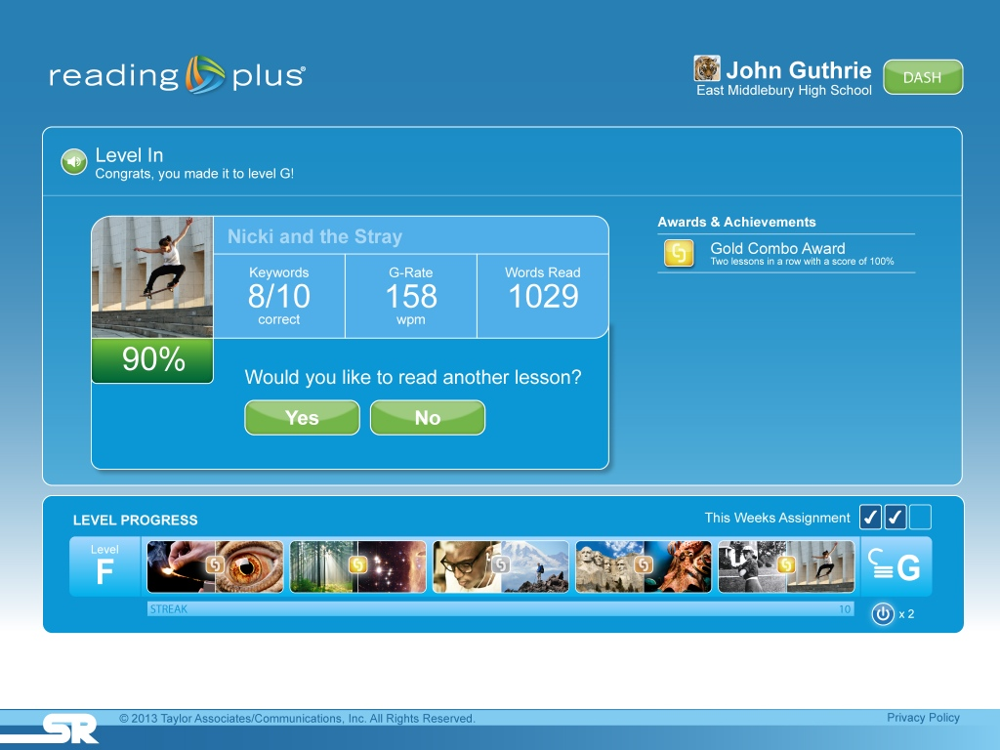 reading plus®
John Guthrie
East Middlebury High School
DASH
Level In
Congrats, you made it to level G!
Nicki and the Stray
Keywords
8/10
correct
G-Rate
158
wpm
Words Read
1029
90%
Would you like to read another lesson?
Yes
No
Awards & Achievements
Gold Combo Award
Two lessons in a row with a score of 100%
LEVEL PROGRESS
This Weeks Assignment
Level
F
G
STREAK
10
x 2
SR
© 2013 Taylor Associates/Communications, Inc. All Rights Reserved.
Privacy Policy